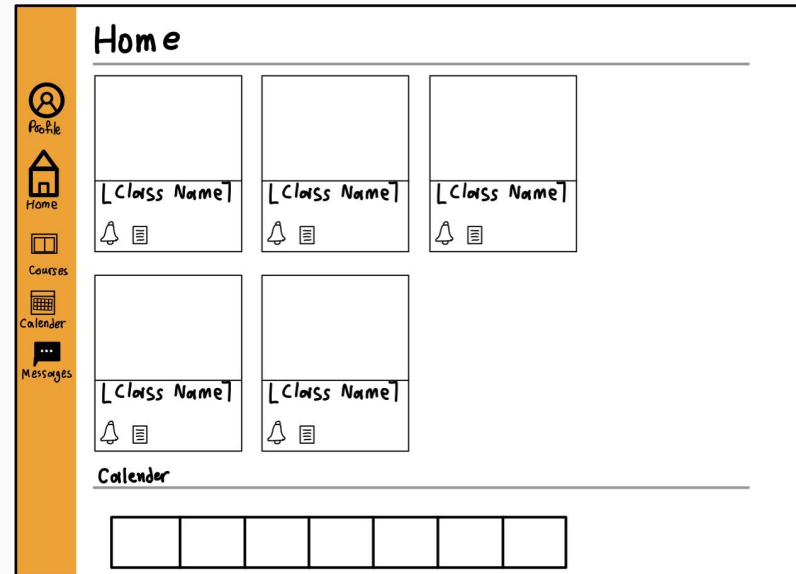 Home
Profile
Home
Courses
Calender
Messages
[Class Name]
[Class Name]
[Class Name]
[Class Name]
[Class Name]
Calender